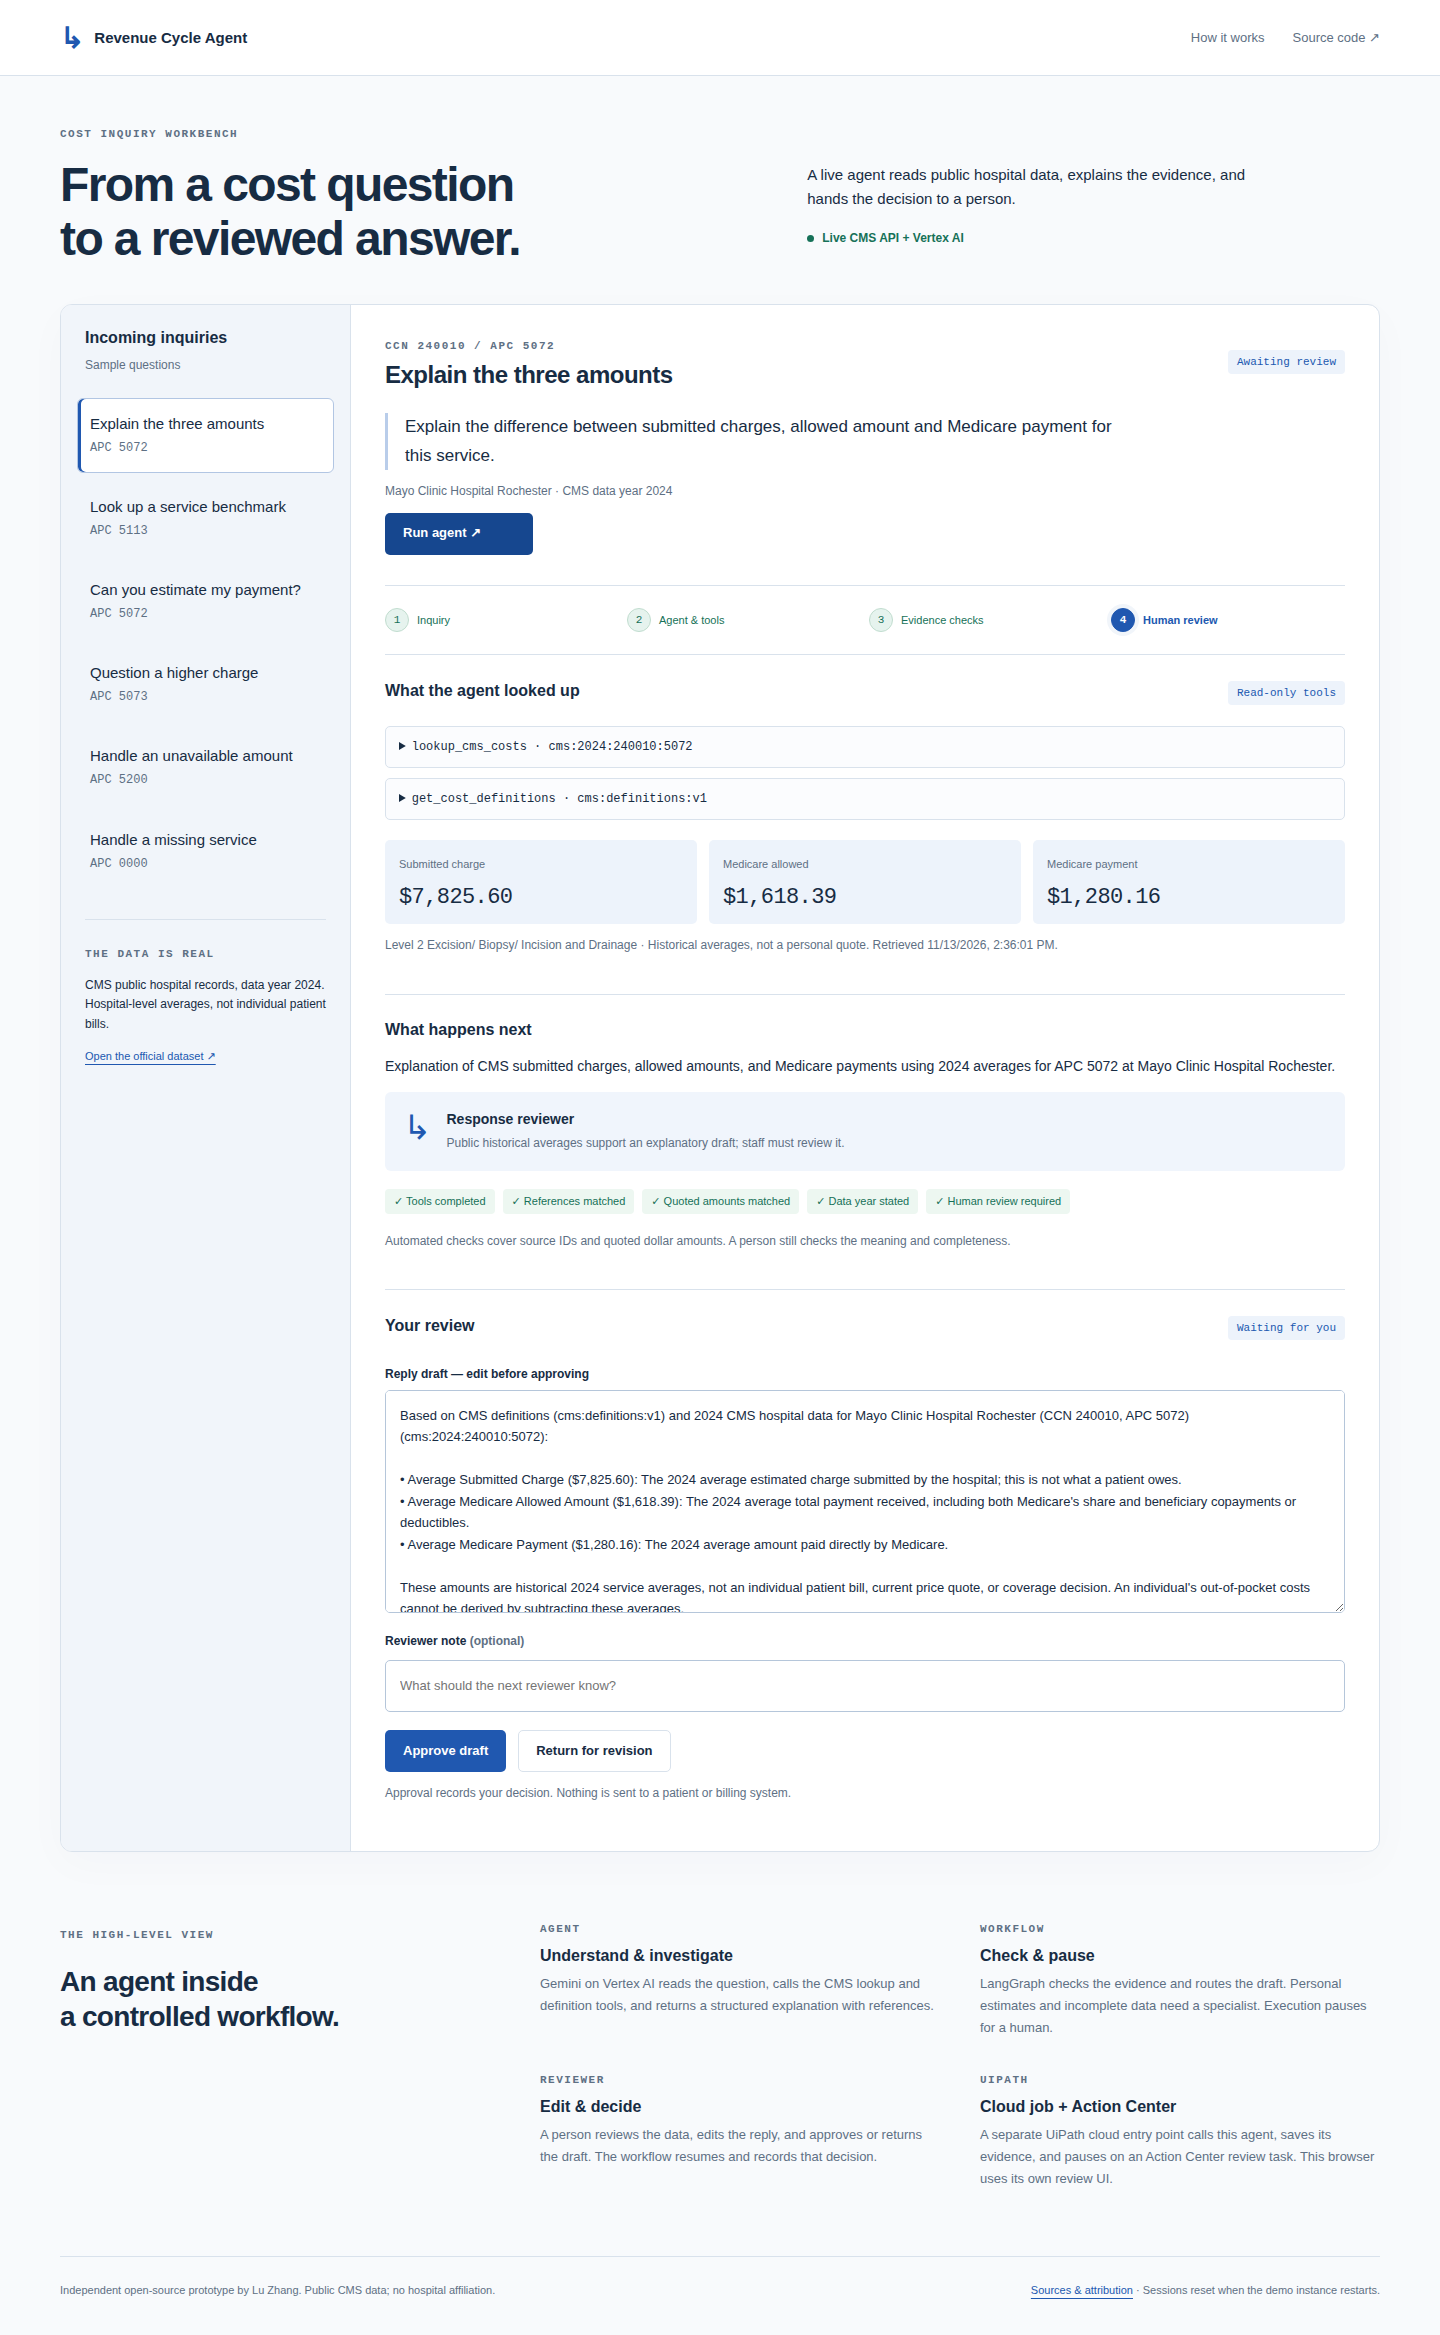 ↳ Revenue Cycle Agent
How it works
Source code ↗
COST INQUIRY WORKBENCH
From a cost question
to a reviewed answer.
A live agent reads public hospital data, explains the evidence, and
hands the decision to a person.
Live CMS API + Vertex AI
Incoming inquiries
Sample questions
Explain the three amounts
APC 5072
Look up a service benchmark
APC 5113
Can you estimate my payment?
APC 5072
Question a higher charge
APC 5073
Handle an unavailable amount
APC 5200
Handle a missing service
APC 0000
THE DATA IS REAL
CMS public hospital records, data year 2024.
Hospital-level averages, not individual patient
bills.
Open the official dataset ↗
CCN 240010 / APC 5072
Explain the three amounts
Awaiting review
Explain the difference between submitted charges, allowed amount and Medicare payment for
this service.
Mayo Clinic Hospital Rochester · CMS data year 2024
Run agent ↗
1 Inquiry
2 Agent & tools
3 Evidence checks
4 Human review
What the agent looked up
Read-only tools
▶ lookup_cms_costs · cms:2024:240010:5072
▶ get_cost_definitions · cms:definitions:v1
Submitted charge
$7,825.60
Medicare allowed
$1,618.39
Medicare payment
$1,280.16
Level 2 Excision/ Biopsy/ Incision and Drainage · Historical averages, not a personal quote. Retrieved 11/13/2026, 2:36:01 PM.
What happens next
Explanation of CMS submitted charges, allowed amounts, and Medicare payments using 2024 averages for APC 5072 at Mayo Clinic Hospital Rochester.
↳ Response reviewer
Public historical averages support an explanatory draft; staff must review it.
✓ Tools completed
✓ References matched
✓ Quoted amounts matched
✓ Data year stated
✓ Human review required
Automated checks cover source IDs and quoted dollar amounts. A person still checks the meaning and completeness.
Your review
Waiting for you
Reply draft — edit before approving
Based on CMS definitions (cms:definitions:v1) and 2024 CMS hospital data for Mayo Clinic Hospital Rochester (CCN 240010, APC 5072)
(cms:2024:240010:5072):
• Average Submitted Charge ($7,825.60): The 2024 average estimated charge submitted by the hospital; this is not what a patient owes.
• Average Medicare Allowed Amount ($1,618.39): The 2024 average total payment received, including both Medicare's share and beneficiary copayments or
deductibles.
• Average Medicare Payment ($1,280.16): The 2024 average amount paid directly by Medicare.
These amounts are historical 2024 service averages, not an individual patient bill, current price quote, or coverage decision. An individual's out-of-pocket costs
cannot be derived by subtracting these averages.
Reviewer note (optional)
What should the next reviewer know?
Approve draft
Return for revision
Approval records your decision. Nothing is sent to a patient or billing system.
THE HIGH-LEVEL VIEW
An agent inside
a controlled workflow.
AGENT
Understand & investigate
Gemini on Vertex AI reads the question, calls the CMS lookup and
definition tools, and returns a structured explanation with references.
WORKFLOW
Check & pause
LangGraph checks the evidence and routes the draft. Personal
estimates and incomplete data need a specialist. Execution pauses
for a human.
REVIEWER
Edit & decide
A person reviews the data, edits the reply, and approves or returns
the draft. The workflow resumes and records that decision.
UIPATH
Cloud job + Action Center
A separate UiPath cloud entry point calls this agent, saves its
evidence, and pauses on an Action Center review task. This browser
uses its own review UI.
Independent open-source prototype by Lu Zhang. Public CMS data; no hospital affiliation.
Sources & attribution · Sessions reset when the demo instance restarts.